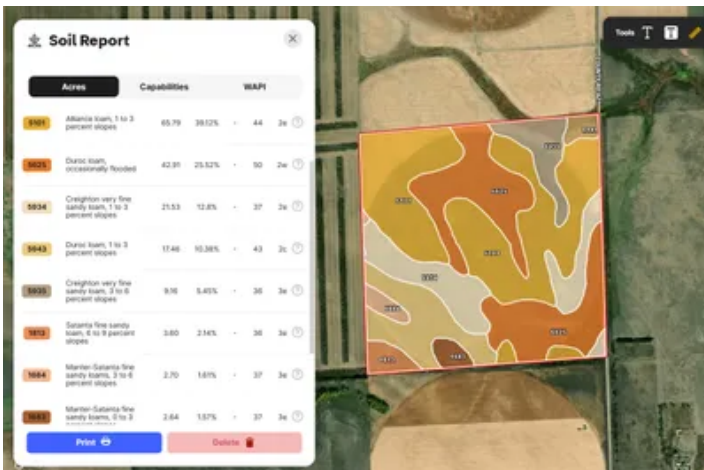 Soil Report
Tools
Acres
Capabilities
WAPI
5101
Alliance loam, 1 to 3
percent slopes
65.79
39.12%
-
44
2e
5625
Duroc loam,
occasionally flooded
42.91
25.52%
-
50
2w
5934
Creighton very fine
sandy loam, 1 to 3
percent slopes
21.53
12.8%
-
37
2e
5943
Duroc loam, 1 to 3
percent slopes
17.46
10.38%
-
43
2c
5935
Creighton very fine
sandy loam, 3 to 6
percent slopes
9.16
5.45%
-
36
3e
1613
Satanta fine sandy
loam, 6 to 9 percent
slopes
3.60
2.14%
-
36
3e
1664
Manter-Satanta fine
sandy loams, 3 to 6
percent slopes
2.70
1.61%
-
37
3e
Manter-Satanta fine
sandy loams, 0 to 3
2.64
1.57%
-
37
3e
Print
Delete